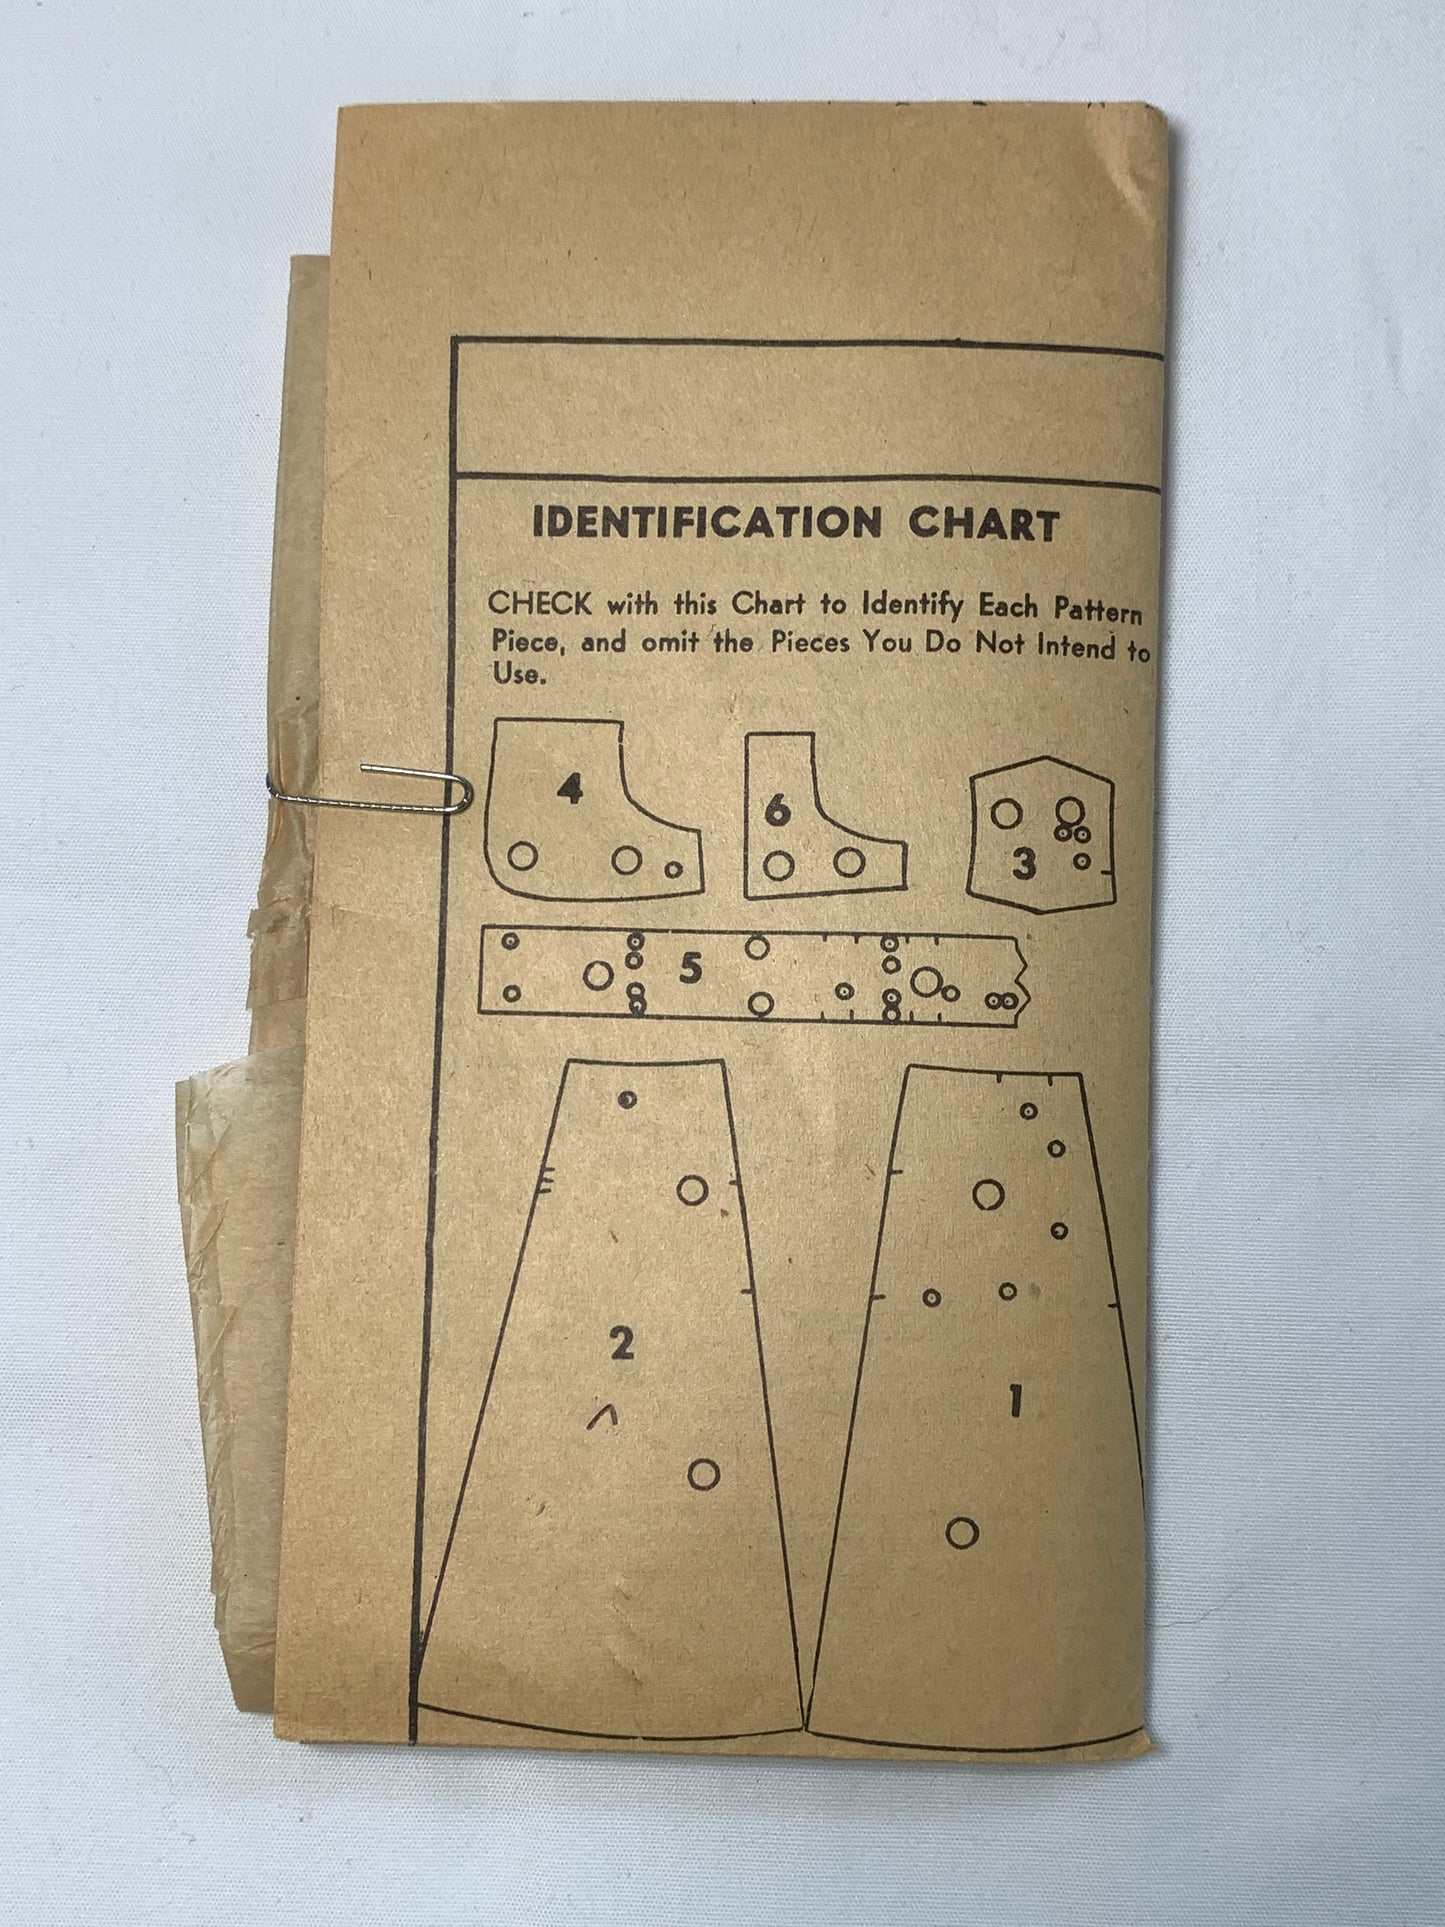 IDENTIFICATION CHART
CHECK with this Chart to Identify Each Pattern
Piece, and omit the Pieces You Do Not Intend to
Use.
4
6
3
5
2
1